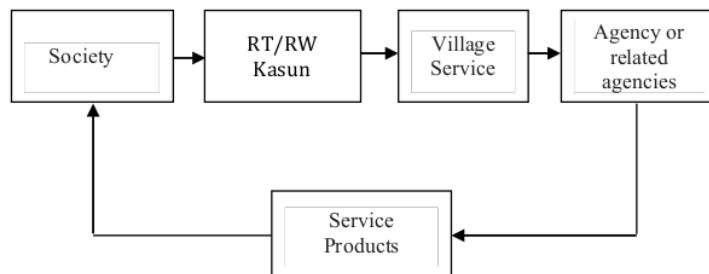 Society
RT/RW
Kasun
Village
Service
Agency or
related
agencies
Service
Products